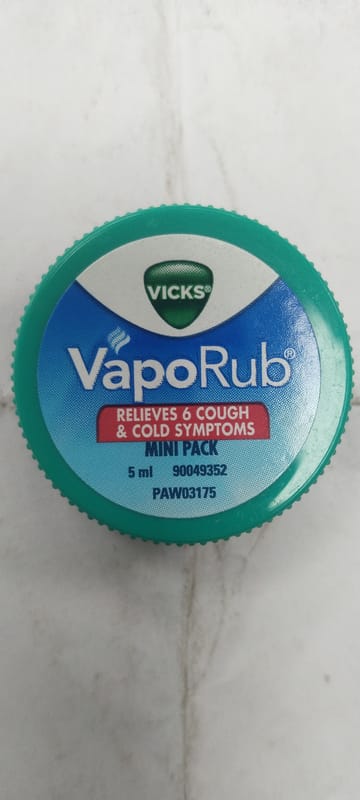 VICKS®
VapoRub®
RELIEVES 6 COUGH
& COLD SYMPTOMS
MINI PACK
5 ml 90049352
PAW03175